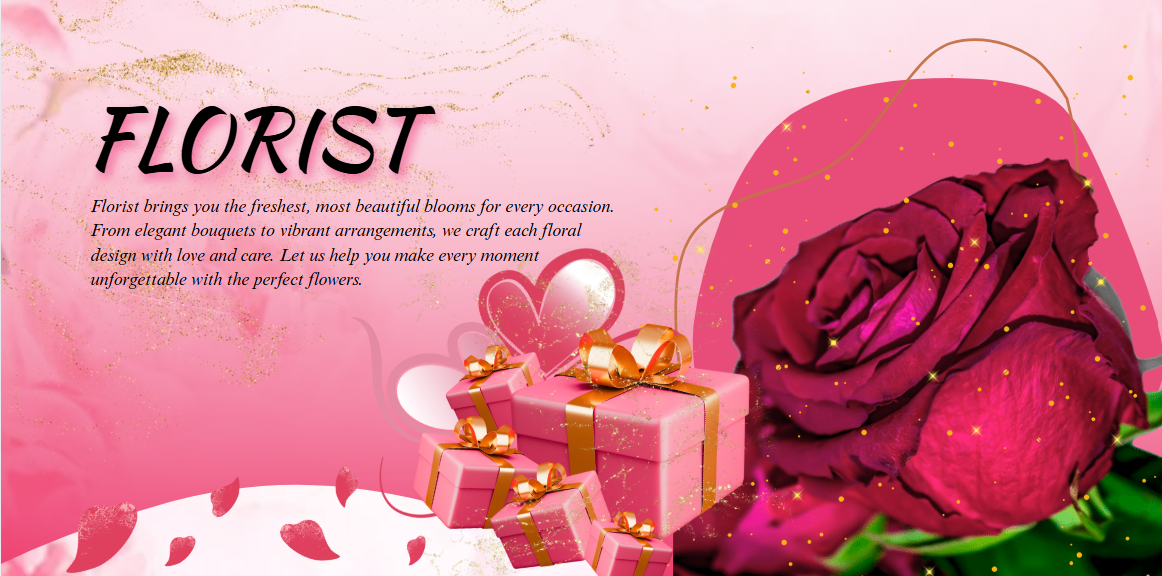 FLORIST
Florist brings you the freshest, most beautiful blooms for every occasion.
From elegant bouquets to vibrant arrangements, we craft each floral
design with love and care. Let us help you make every moment
unforgettable with the perfect flowers.